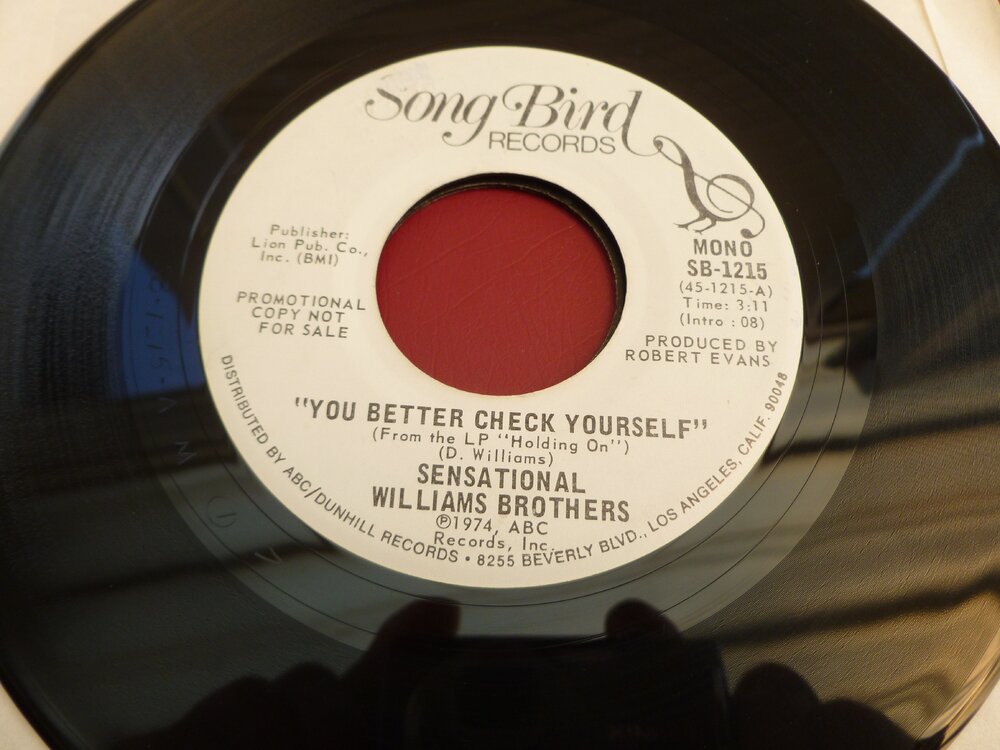 Song Bird
RECORDS
Publisher:
Lion Pub. Co.,
Inc. (BMI)
PROMOTIONAL
COPY NOT
FOR SALE
MONO
SB-1215
(45-1215-A)
Time: 3:11
(Intro : 08)
PRODUCED BY
ROBERT EVANS
"YOU BETTER CHECK YOURSELF"
(From the LP "Holding On")
(D. Williams)
SENSATIONAL
WILLIAMS BROTHERS
℗1974, ABC
Records, Inc.
DISTRIBUTED BY ABC/DUNHILL RECORDS • 8255 BEVERLY BLVD., LOS ANGELES, CALIF. 90048